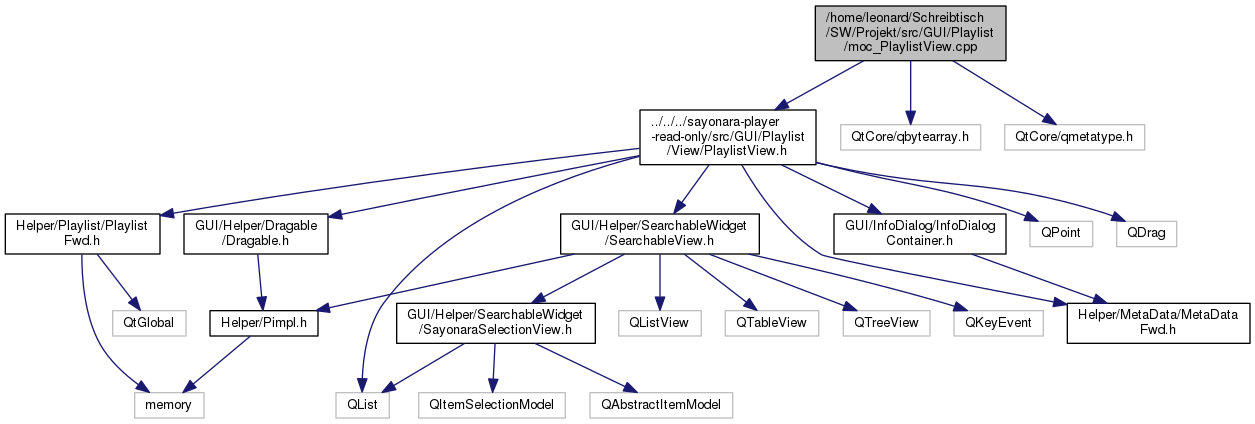 /home/leonard/Schreibtisch
/SW/Projekt/src/GUI/Playlist
/moc_PlaylistView.cpp
../../../sayonara-player
-read-only/src/GUI/Playlist
/View/PlaylistView.h
QtCore/qbytearray.h
QtCore/qmetatype.h
Helper/Playlist/Playlist
Fwd.h
GUI/Helper/Dragable
/Dragable.h
GUI/Helper/SearchableWidget
/SearchableView.h
GUI/InfoDialog/InfoDialog
Container.h
QPoint
QDrag
QtGlobal
Helper/Pimpl.h
GUI/Helper/SearchableWidget
/SayonaraSelectionView.h
QListView
QTableView
QTreeView
QKeyEvent
Helper/MetaData/MetaData
Fwd.h
memory
QList
QItemSelectionModel
QAbstractItemModel